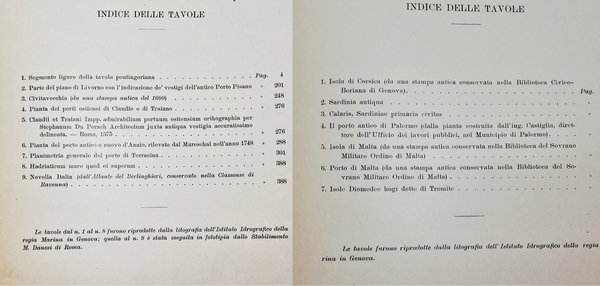 INDICE DELLE TAVOLE
1. Segmento ligure della tavola peutingeriana . . . . . . . . . Pag. 4
2. Parte del piano di Livorno con l'indicazione de' vestigi dell'antico Porto Pisano » 201
3. Civitavecchia (da una stampa antica del 1600) . . . . . . . . » 248
4. Pianta dei porti ostensi di Claudio e di Traiano . . . . . . . . » 276
5. Claudii et Traiani Impp. admirabilium portuum ostiensium orthographia per
Stephanum Du Perach Architectum juxta antiqua vestigia accuratissime
delineata. — Roma, 1575 . . . . . . . . . . . . » 276
6. Pianta del porto antico e nuovo d'Anzio, rilevata dal Mareschal nell'anno 1748 » 288
7. Planimetria generale del porto di Terracina . . . . . . . . » 301
8. Hadriaticum mare quod et superum . . . . . . . . . . » 388
9. Novella Italia (dall'Atlante del Berlinghieri, conservato nella Classense di
Ravenna) . . . . . . . . . . . . . . . » 388
Le tavole dal n. 1 al n. 8 furono riprodotte dalla litografia dell'Istituto Idrografico della
regia Marina in Genova; quella al n. 9 è stata eseguita in fototipia dallo Stabilimento
M. Danesi di Roma.
INDICE DELLE TAVOLE
1. Isola di Corsica (da una stampa antica conservata nella Biblioteca Civico-
Beriana di Genova) . . . . . . . . . . . . . . Pag.
2. Sardinia antiqua . . . . . . . . . . . . . . . »
3. Calaris, Sardiniae primaria civitas . . . . . . . . . . »
4. Il porto antico di Palermo (dalla pianta costruita dall'ing. Castiglia, diret-
tore dell'Ufficio dei lavori pubblici, nel Municipio di Palermo) . . . »
5. Isola di Malta (da una stampa antica conservata nella Biblioteca del Sovrano
Militare Ordine di Malta) . . . . . . . . . . . . »
6. Porto di Malta (da una stampa antica conservata nella Biblioteca del So-
vrano Militare Ordine di Malta) . . . . . . . . . . »
7. Isole Diomedee hogi dette di Tremite . . . . . . . . . »
Le tavole furono riprodotte dalla litografia dell'Istituto Idrografico della regia
rina in Genova.